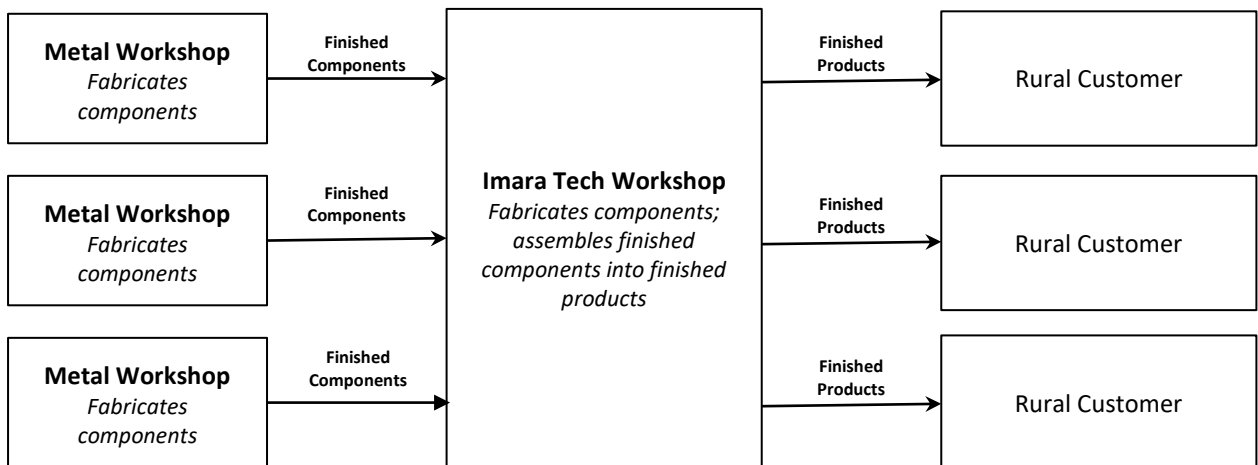 Metal Workshop
Fabricates
components
Finished
Components
Finished
Products
Rural Customer
Imara Tech Workshop
Fabricates components;
assembles finished
components into finished
products
Metal Workshop
Fabricates
components
Finished
Components
Finished
Products
Rural Customer
Metal Workshop
Fabricates
components
Finished
Components
Finished
Products
Rural Customer